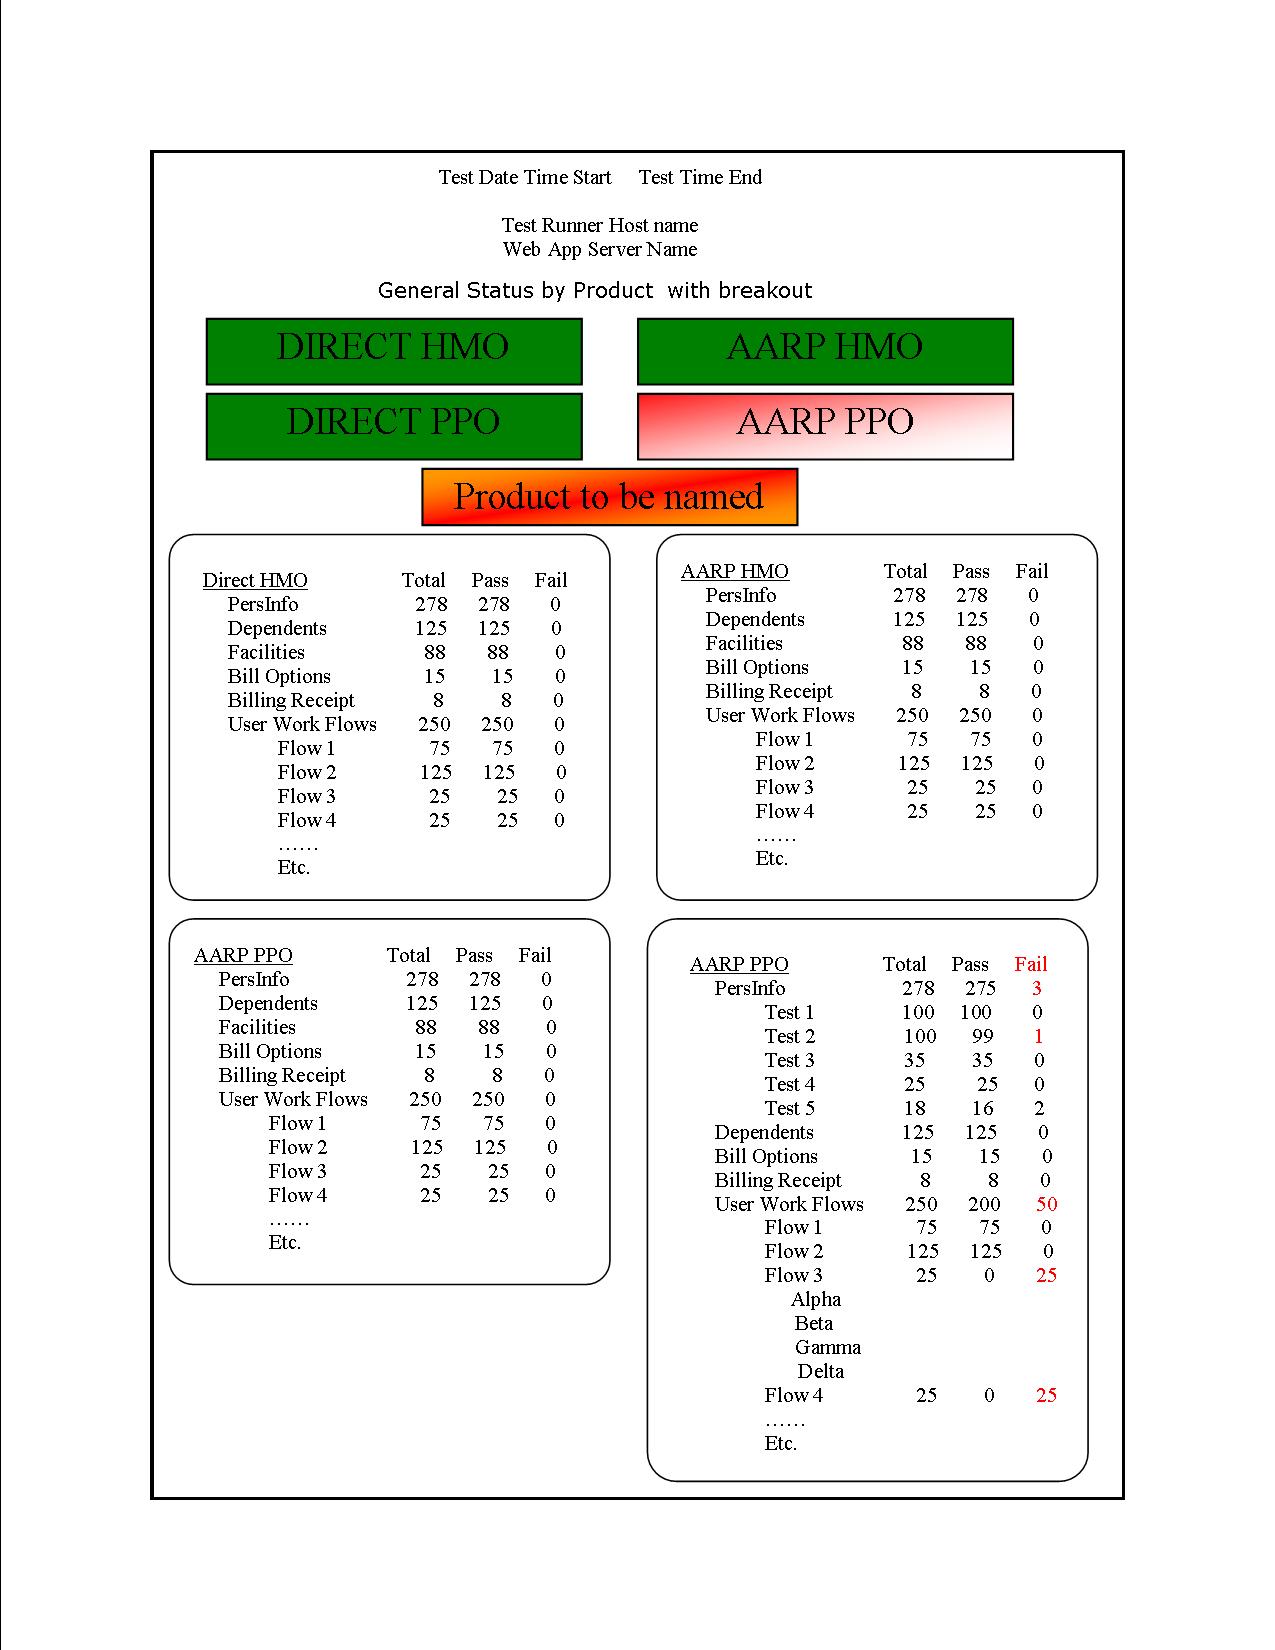 Test Date Time Start Test Time End
Test Runner Host name
Web App Server Name
General Status by Product with breakout
DIRECT HMO
AARP HMO
DIRECT PPO
AARP PPO
Product to be named
Direct HMO Total Pass Fail
PersInfo 278 278 0
Dependents 125 125 0
Facilities 88 88 0
Bill Options 15 15 0
Billing Receipt 8 8 0
User Work Flows 250 250 0
Flow 1 75 75 0
Flow 2 125 125 0
Flow 3 25 25 0
Flow 4 25 25 0
……
Etc.
AARP HMO Total Pass Fail
PersInfo 278 278 0
Dependents 125 125 0
Facilities 88 88 0
Bill Options 15 15 0
Billing Receipt 8 8 0
User Work Flows 250 250 0
Flow 1 75 75 0
Flow 2 125 125 0
Flow 3 25 25 0
Flow 4 25 25 0
……
Etc.
AARP PPO Total Pass Fail
PersInfo 278 278 0
Dependents 125 125 0
Facilities 88 88 0
Bill Options 15 15 0
Billing Receipt 8 8 0
User Work Flows 250 250 0
Flow 1 75 75 0
Flow 2 125 125 0
Flow 3 25 25 0
Flow 4 25 25 0
……
Etc.
AARP PPO Total Pass Fail
PersInfo 278 275 3
Test 1 100 100 0
Test 2 100 99 1
Test 3 35 35 0
Test 4 25 25 0
Test 5 18 16 2
Dependents 125 125 0
Bill Options 15 15 0
Billing Receipt 8 8 0
User Work Flows 250 200 50
Flow 1 75 75 0
Flow 2 125 125 0
Flow 3 25 0 25
Alpha
Beta
Gamma
Delta
Flow 4 25 0 25
……
Etc.